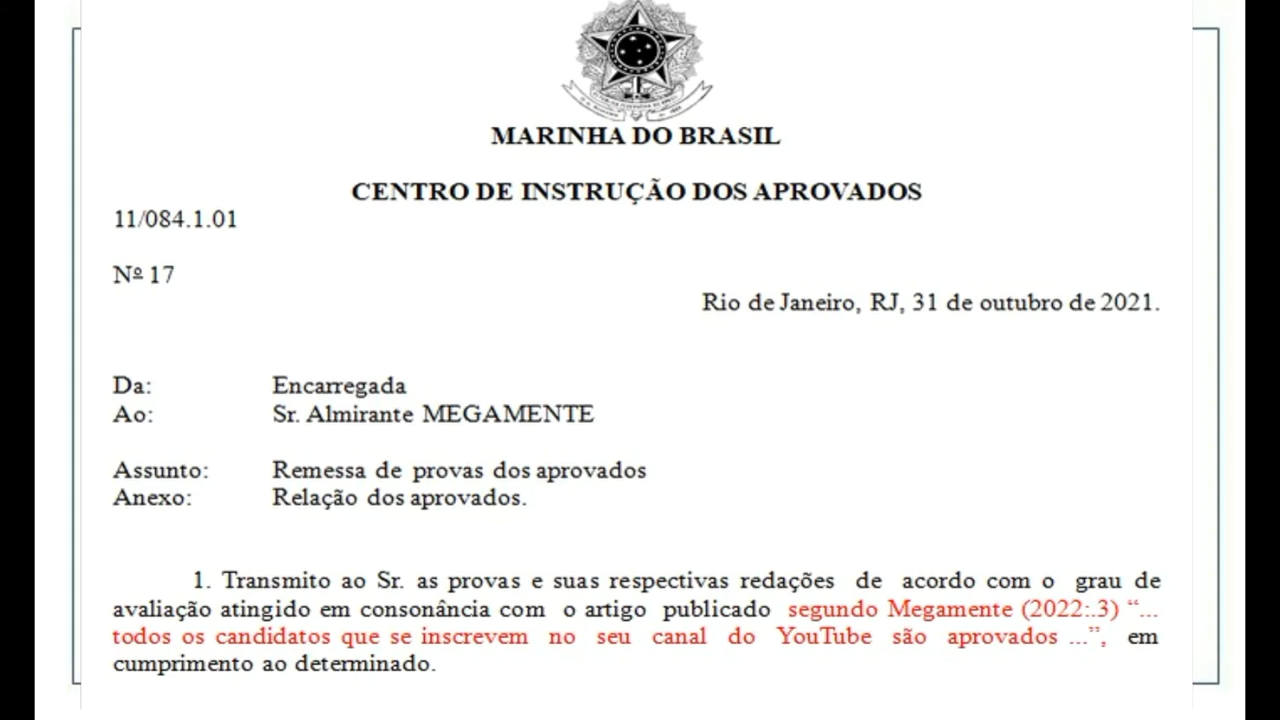 MARINHA DO BRASIL
CENTRO DE INSTRUÇÃO DOS APROVADOS
11/084.1.01
Nº 17
Rio de Janeiro, RJ, 31 de outubro de 2021.
Da: Encarregada
Ao: Sr. Almirante MEGAMENTE
Assunto: Remessa de provas dos aprovados
Anexo: Relação dos aprovados.
1. Transmito ao Sr. as provas e suas respectivas redações de acordo com o grau de
avaliação atingido em consonância com o artigo publicado segundo Megamente (2022:.3) “...
todos os candidatos que se inscrevem no seu canal do YouTube são aprovados ...”, em
cumprimento ao determinado.